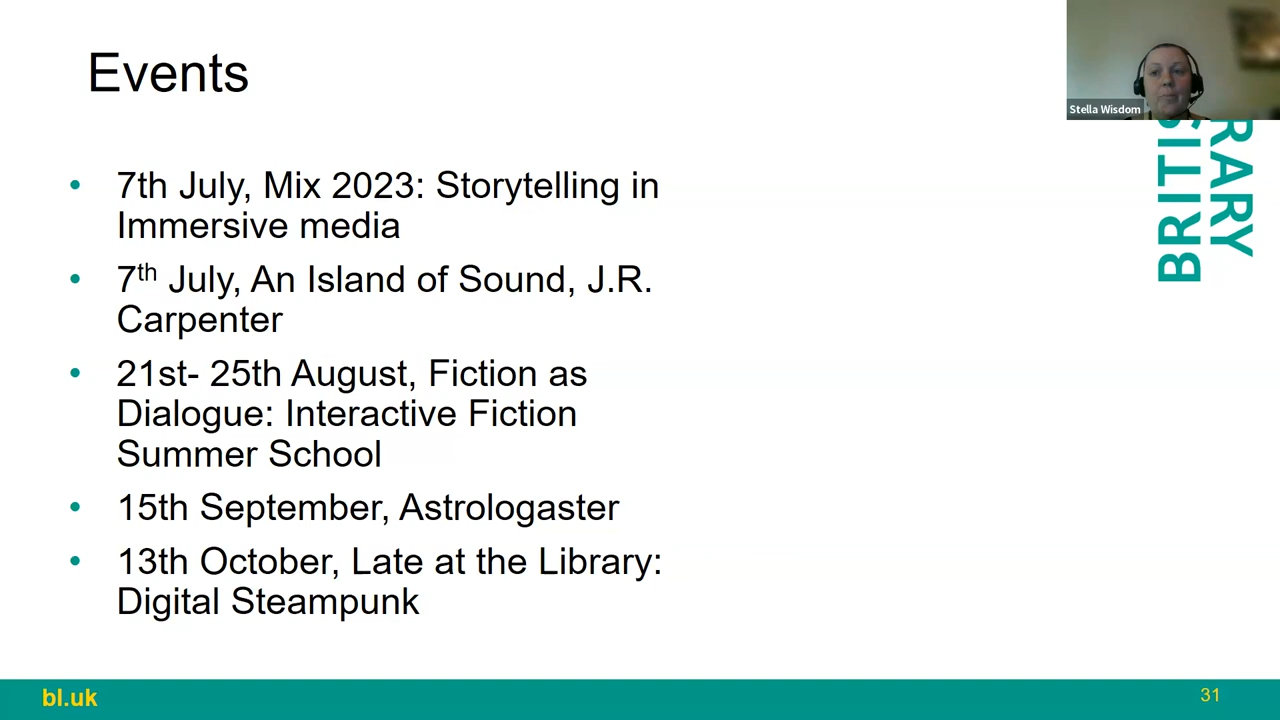 Events
Stella Wisdom
BRITIS
RARY
• 7th July, Mix 2023: Storytelling in
Immersive media
• 7th July, An Island of Sound, J.R.
Carpenter
• 21st- 25th August, Fiction as
Dialogue: Interactive Fiction
Summer School
• 15th September, Astrologaster
• 13th October, Late at the Library:
Digital Steampunk
bl.uk
31